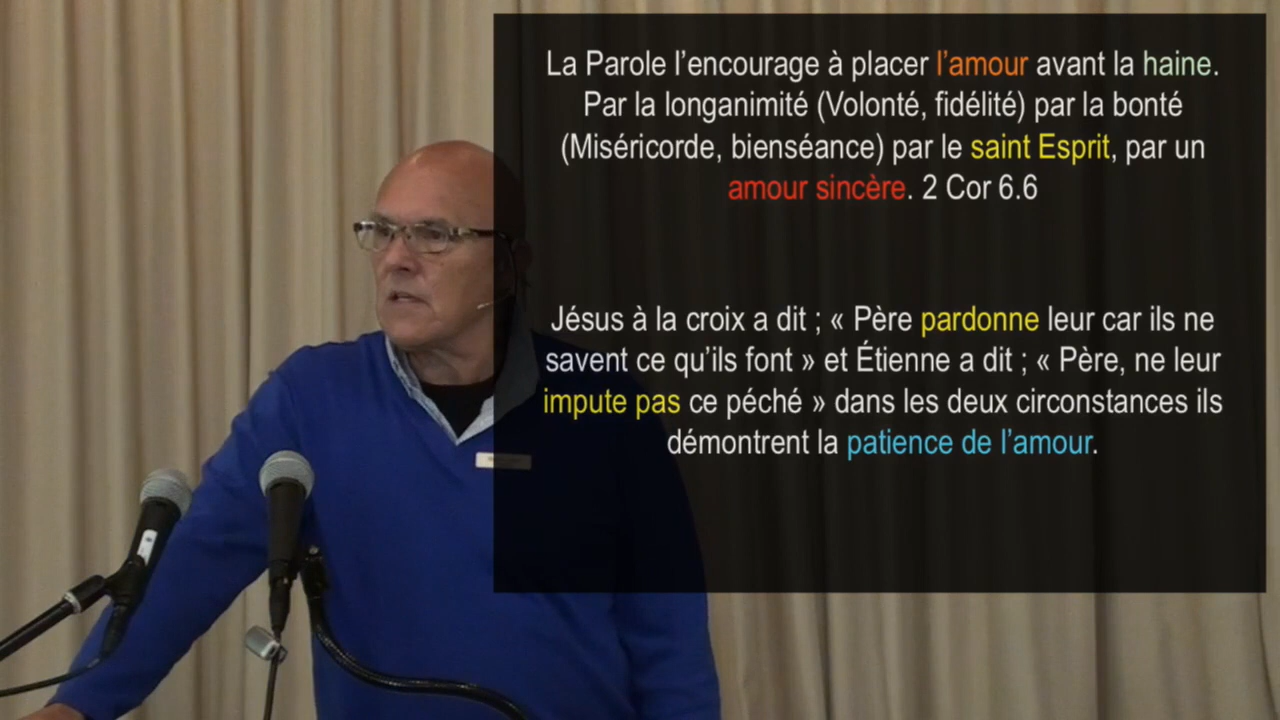 La Parole l’encourage à placer l’amour avant la haine.
Par la longanimité (Volonté, fidélité) par la bonté
(Miséricorde, bienséance) par le saint Esprit, par un
amour sincère. 2 Cor 6.6
Jésus à la croix a dit ; « Père pardonne leur car ils ne
savent ce qu’ils font » et Étienne a dit ; « Père, ne leur
impute pas ce péché » dans les deux circonstances ils
démontrent la patience de l’amour.